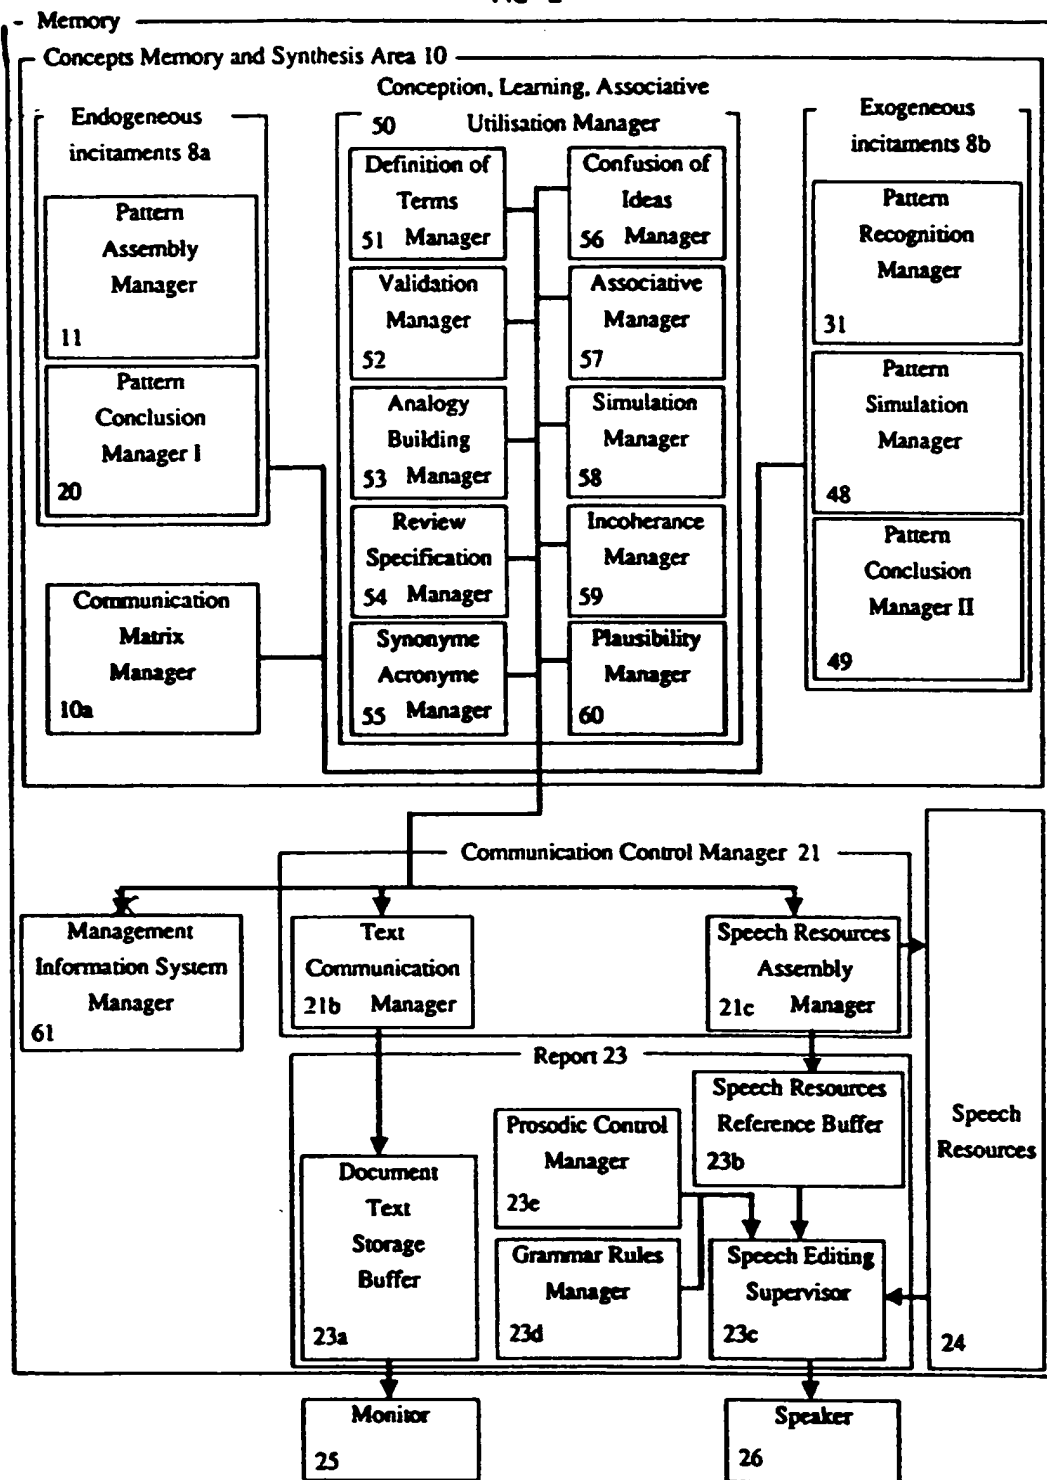 Memory
Concepts Memory and Synthesis Area 10
Endogeneous
incitaments 8a
Pattern
Assembly
Manager
11
Pattern
Conclusion
Manager I
20
Communication
Matrix
Manager
10a
Conception, Learning, Associative
50 Utilisation Manager
Definition of
Terms
51 Manager
Validation
Manager
52
Analogy
Building
53 Manager
Review
Specification
54 Manager
Synonyme
Acronyme
55 Manager
Confusion of
Ideas
56 Manager
Associative
Manager
57
Simulation
Manager
58
Incoherance
Manager
59
Plausibility
Manager
60
Exogeneous
incitaments 8b
Pattern
Recognition
Manager
31
Pattern
Simulation
Manager
48
Pattern
Conclusion
Manager II
49
Communication Control Manager 21
Management
Information System
Manager
61
Text
Communication
21b Manager
Speech Resources
Assembly
21c Manager
Report 23
Speech Resources
Reference Buffer
23b
Prosodic Control
Manager
23e
Document
Text
Storage
Buffer
23a
Grammar Rules
Manager
23d
Speech Editing
Supervisor
23c
Speech
Resources
24
Monitor
25
Speaker
26